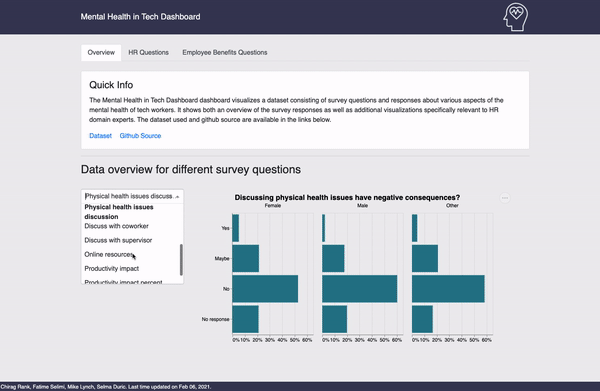 Mental Health in Tech Dashboard
Overview
HR Questions
Employee Benefits Questions
Quick Info
The Mental Health in Tech Dashboard dashboard visualizes a dataset consisting of survey questions and responses about various aspects of the
mental health of tech workers. It shows both an overview of the survey responses as well as additional visualizations specifically relevant to HR
domain experts. The dataset used and github source are available in the links below.
Dataset Github Source
Data overview for different survey questions
Physical health issues discuss...
Physical health issues
discussion
Discuss with coworker
Discuss with supervisor
Online resources
Productivity impact
Productivity impact percent
Discussing physical health issues have negative consequences?
Female Male Other
Yes
Maybe
No
No response
0% 10% 20% 30% 40% 50% 60% 0% 10% 20% 30% 40% 50% 60% 0% 10% 20% 30% 40% 50% 60%
Chirag Rank, Fatime Selimi, Mike Lynch, Selma Duric. Last time updated on Feb 06, 2021.